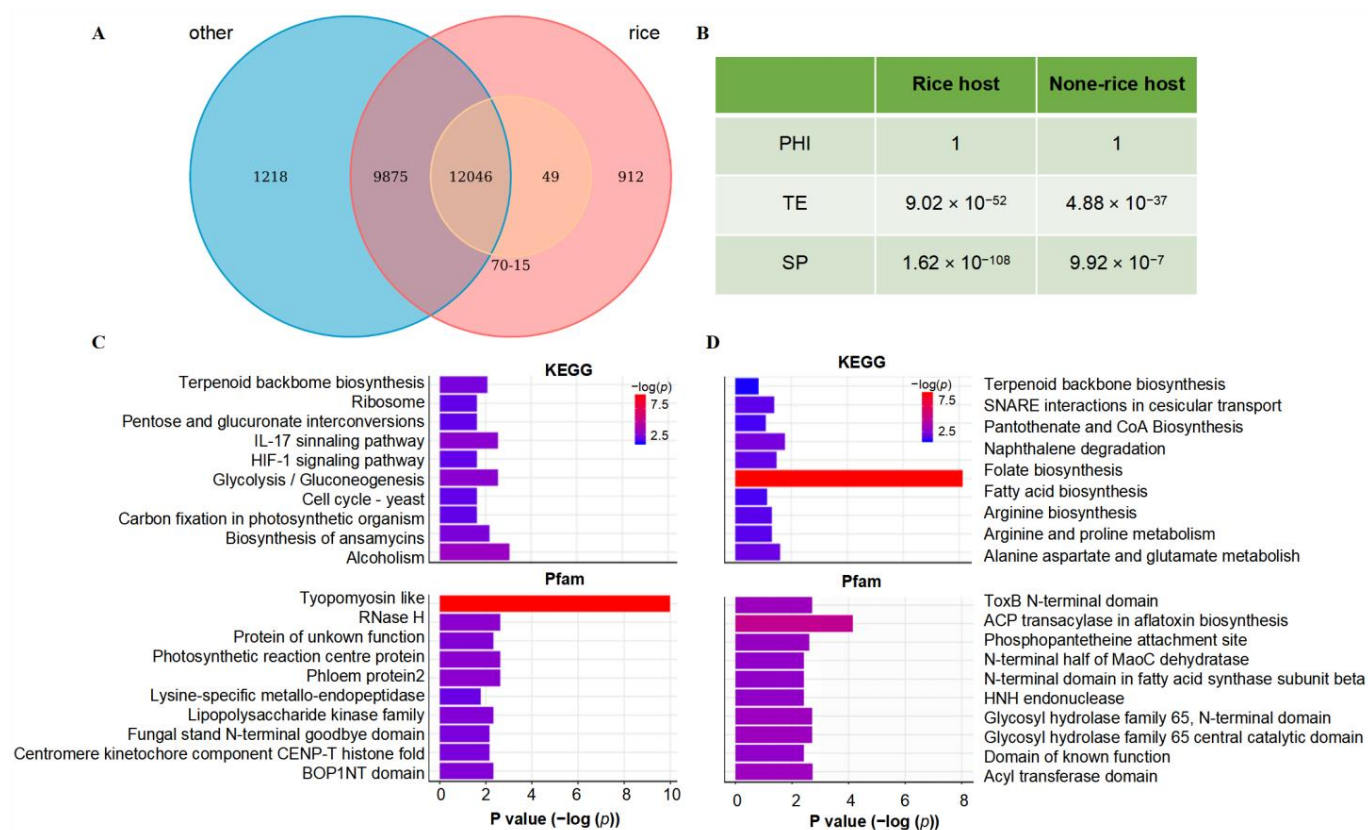 A
other
rice
1218
9875
12046
49
912
70-15
B
Rice host None-rice host
PHI 1 1
TE 9.02 × 10⁻⁵² 4.88 × 10⁻³⁷
SP 1.62 × 10⁻¹⁰⁸ 9.92 × 10⁻⁷
C
KEGG
Terpenoid backbome biosynthesis
Ribosome
Pentose and glucuronate interconversions
IL-17 sinnaling pathway
HIF-1 signaling pathway
Glycolysis / Gluconeogenesis
Cell cycle - yeast
Carbon fixation in photosynthetic organism
Biosynthesis of ansamycins
Alcoholism
−log(p)
7.5
2.5
Pfam
Tyopomyosin like
RNase H
Protein of unkown function
Photosynthetic reaction centre protein
Phloem protein2
Lysine-specific metallo-endopeptidase
Lipopolysaccharide kinase family
Fungal stand N-terminal goodbye domain
Centromere kinetochore component CENP-T histone fold
BOP1NT domain
0 2 4 6 8 10
P value (−log (p))
D
KEGG
−log(p)
7.5
2.5
Terpenoid backbone biosynthesis
SNARE interactions in cesicular transport
Pantothenate and CoA Biosynthesis
Naphthalene degradation
Folate biosynthesis
Fatty acid biosynthesis
Arginine biosynthesis
Arginine and proline metabolism
Alanine aspartate and glutamate metabolish
Pfam
ToxB N-terminal domain
ACP transacylase in aflatoxin biosynthesis
Phosphopantetheine attachment site
N-terminal half of MaoC dehydratase
N-terminal domain in fatty acid synthase subunit beta
HNH endonuclease
Glycosyl hydrolase family 65, N-terminal domain
Glycosyl hydrolase family 65 central catalytic domain
Domain of known function
Acyl transferase domain
0 2 4 6 8
P value (−log (p))